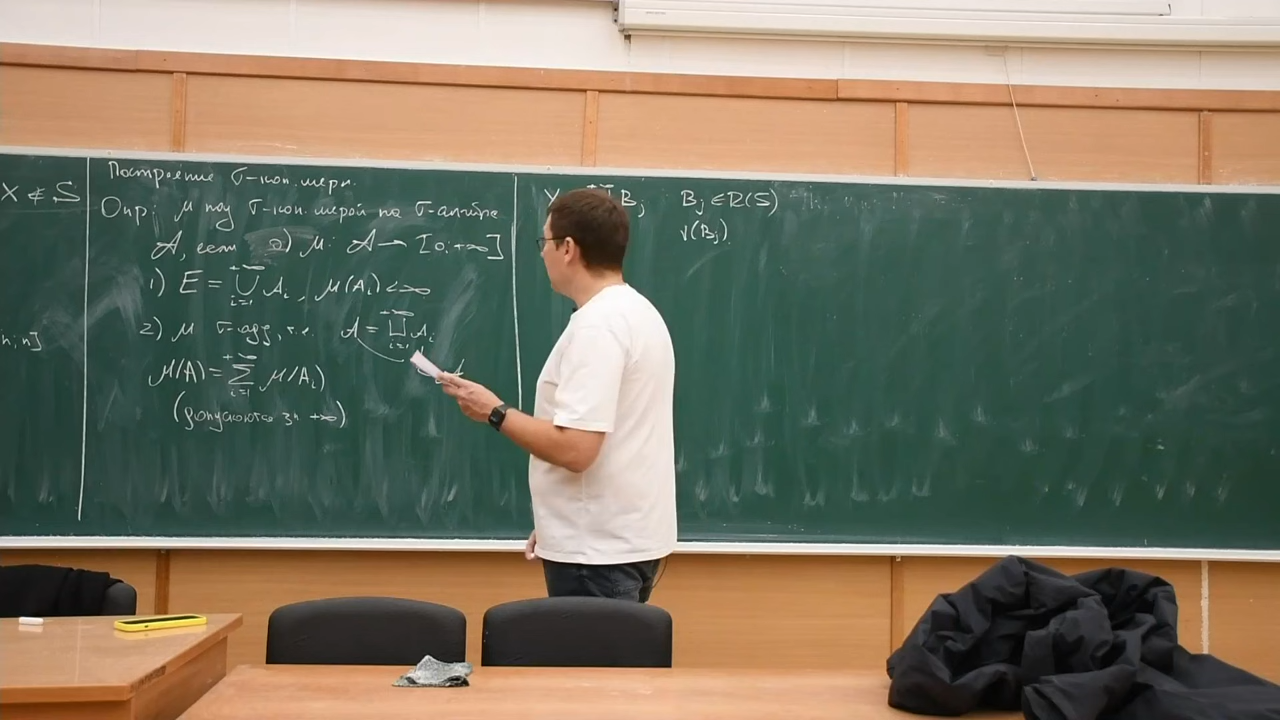 X ∉ S
n; n]
Построение σ-кон. меры.
Опр: μ наз σ-кон. мерой на σ-алгебре
A, если 0) μ: A → [0; +∞]
1) E = ⋃_{i=1}^{+∞} A_i, μ(A_i) < ∞
2) μ σ-адд, т.е. A = ⨆_{i=1}^{+∞} A_i
μ(A) = ∑_{i=1}^{+∞} μ(A_i)
(допускаются зн +∞)
B_j B_j ∈ R(S)
ν(B_j).